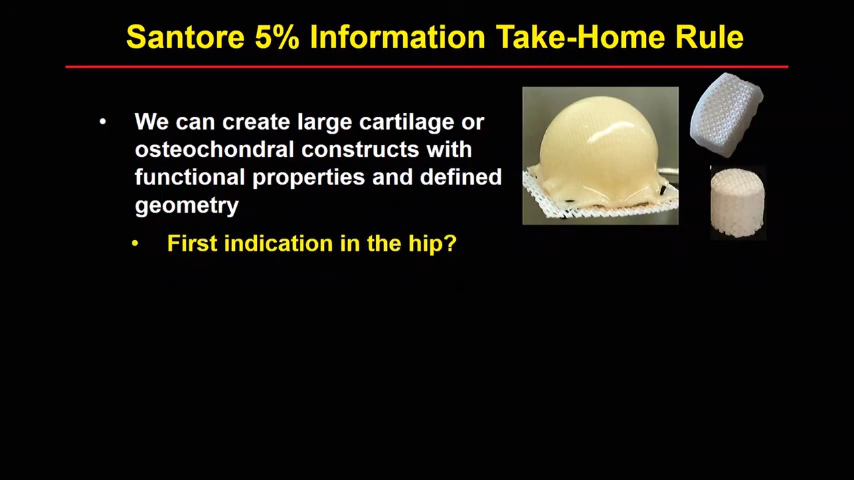 Santore 5% Information Take-Home Rule
• We can create large cartilage or
osteochondral constructs with
functional properties and defined
geometry
• First indication in the hip?